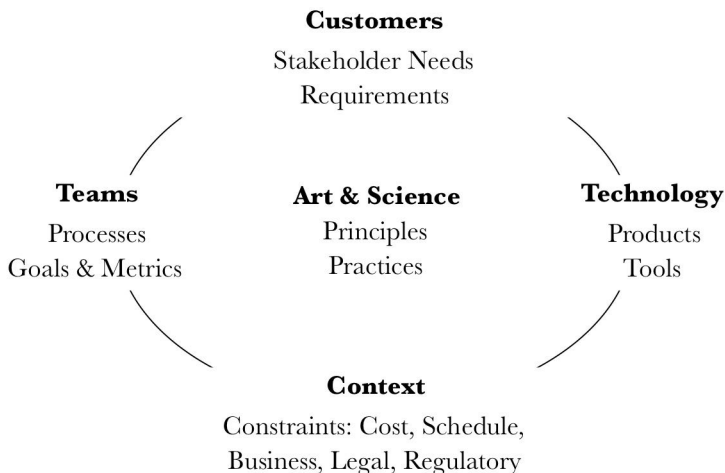 Customers
Stakeholder Needs
Requirements
Teams
Processes
Goals & Metrics
Art & Science
Principles
Practices
Technology
Products
Tools
Context
Constraints: Cost, Schedule,
Business, Legal, Regulatory